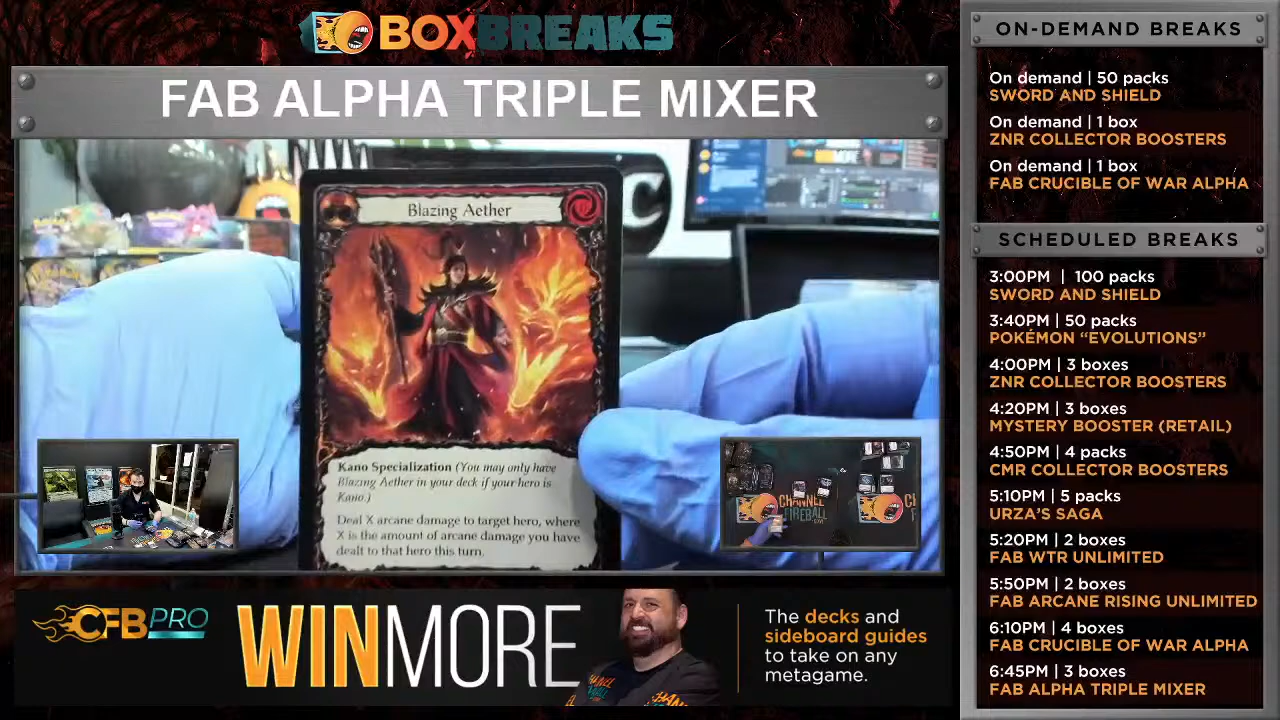 BOXBREAKS
FAB ALPHA TRIPLE MIXER
Blazing Aether
Kano Specialization (You may only have
Blazing Aether in your deck if your hero is
Kano.)
Deal X arcane damage to target hero, where
X is the amount of arcane damage you have
dealt to that hero this turn.
CHANNEL
FIREBALL
CFBPRO
WINMORE
The decks and
sideboard guides
to take on any
metagame.
ON-DEMAND BREAKS
On demand | 50 packs
SWORD AND SHIELD
On demand | 1 box
ZNR COLLECTOR BOOSTERS
On demand | 1 box
FAB CRUCIBLE OF WAR ALPHA
SCHEDULED BREAKS
3:00PM | 100 packs
SWORD AND SHIELD
3:40PM | 50 packs
POKÉMON “EVOLUTIONS”
4:00PM | 3 boxes
ZNR COLLECTOR BOOSTERS
4:20PM | 3 boxes
MYSTERY BOOSTER (RETAIL)
4:50PM | 4 packs
CMR COLLECTOR BOOSTERS
5:10PM | 5 packs
URZA'S SAGA
5:20PM | 2 boxes
FAB WTR UNLIMITED
5:50PM | 2 boxes
FAB ARCANE RISING UNLIMITED
6:10PM | 4 boxes
FAB CRUCIBLE OF WAR ALPHA
6:45PM | 3 boxes
FAB ALPHA TRIPLE MIXER